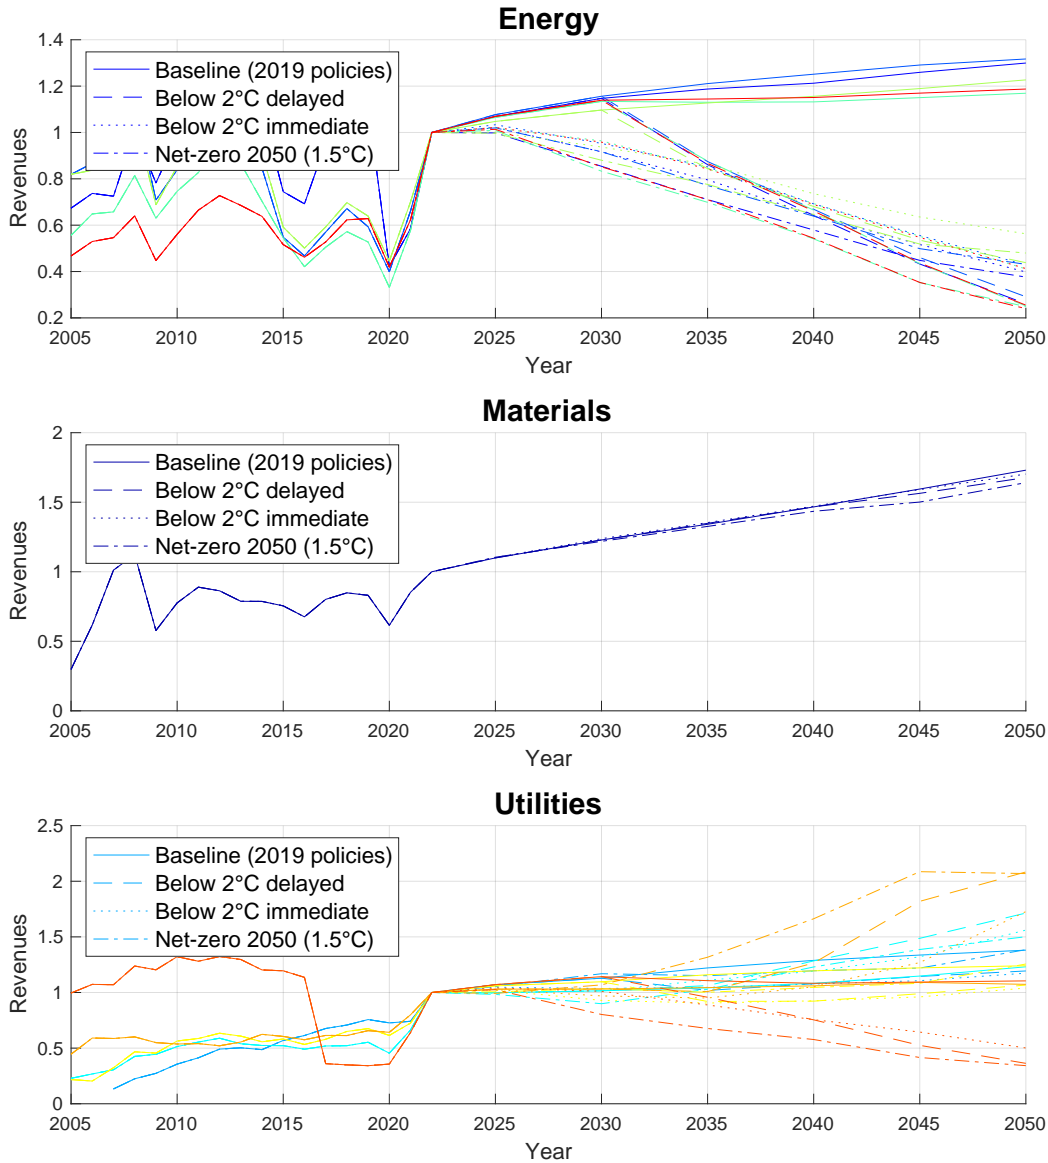 Energy
1.4
1.2
1
0.8
0.6
0.4
0.2
Revenues
Baseline (2019 policies)
Below 2°C delayed
Below 2°C immediate
Net-zero 2050 (1.5°C)
2005 2010 2015 2020 2025 2030 2035 2040 2045 2050
Year
Materials
2
1.5
1
0.5
0
Revenues
Baseline (2019 policies)
Below 2°C delayed
Below 2°C immediate
Net-zero 2050 (1.5°C)
2005 2010 2015 2020 2025 2030 2035 2040 2045 2050
Year
Utilities
2.5
2
1.5
1
0.5
0
Revenues
Baseline (2019 policies)
Below 2°C delayed
Below 2°C immediate
Net-zero 2050 (1.5°C)
2005 2010 2015 2020 2025 2030 2035 2040 2045 2050
Year